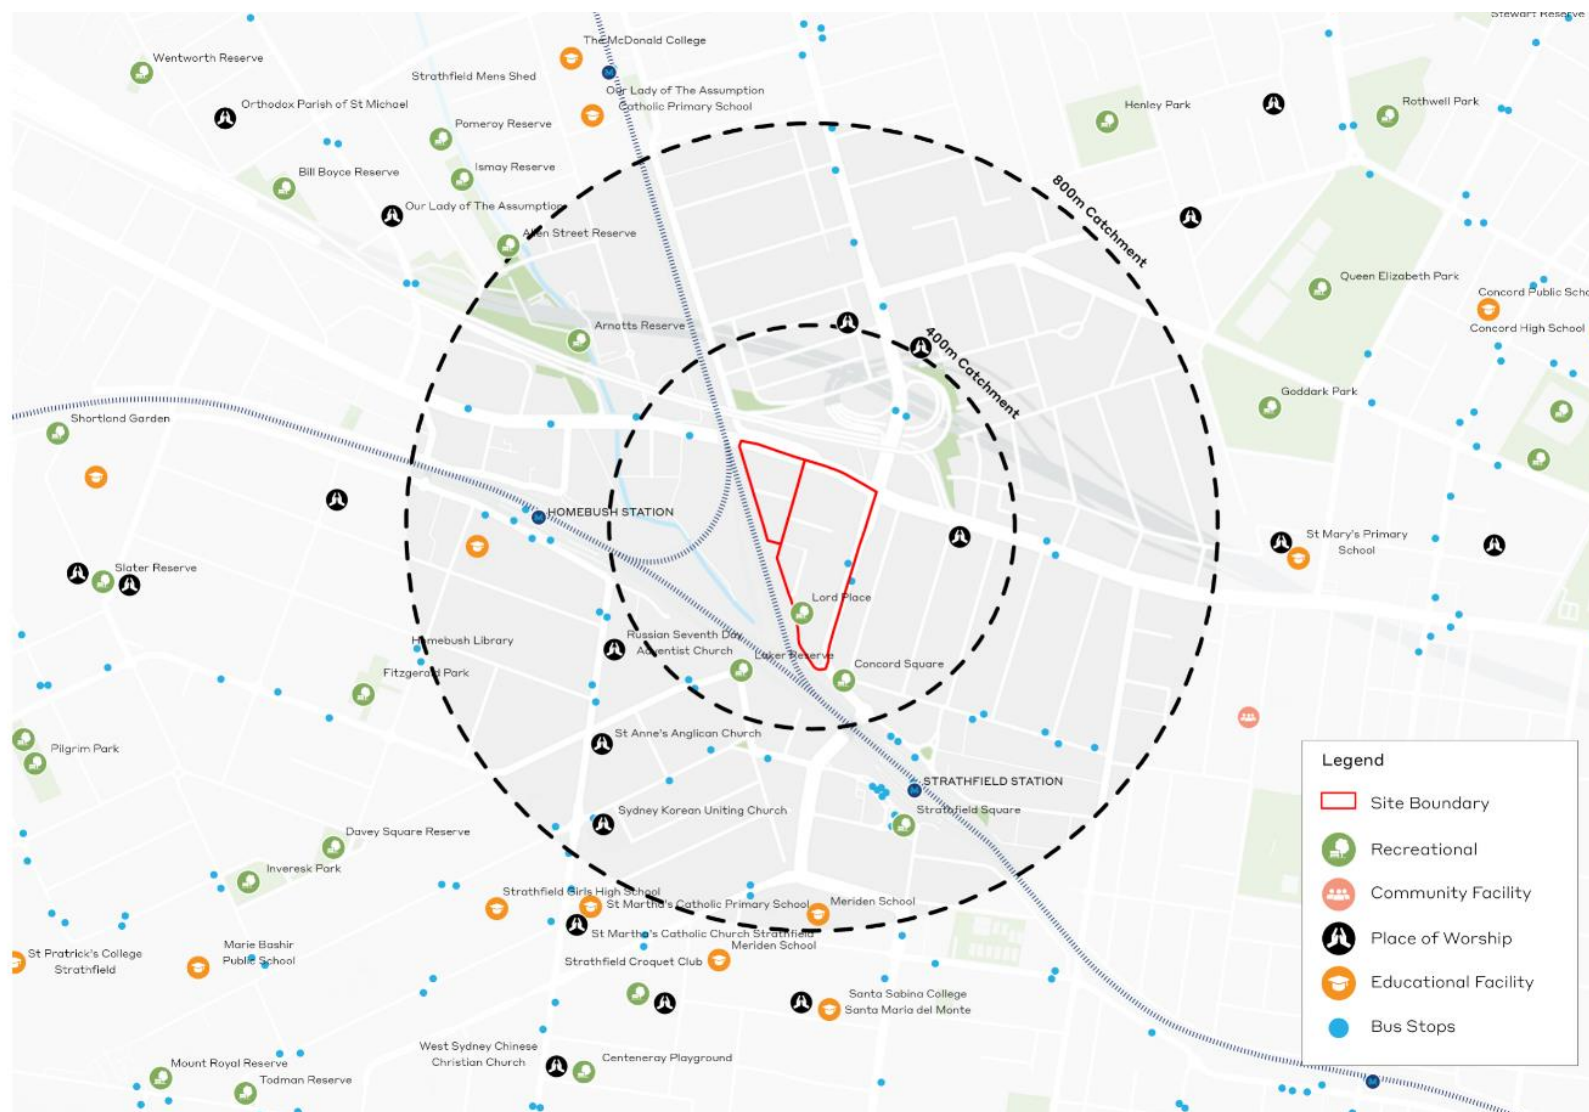 Stewart Reserve
The McDonald College
Wentworth Reserve
Strathfield Mens Shed
Our Lady of The Assumption
Catholic Primary School
Orthodox Parish of St Michael
Henley Park
Rothwell Park
Pomeroy Reserve
Ismay Reserve
Bill Boyce Reserve
800m Catchment
Our Lady of The Assumption
Allen Street Reserve
Queen Elizabeth Park
Concord Public Scho
Concord High School
Arnotts Reserve
400m Catchment
Goddark Park
Shortland Garden
HOMEBUSH STATION
St Mary's Primary
School
Slater Reserve
Lord Place
Homebush Library
Russian Seventh Day
Adventist Church
Laker Reserve
Concord Square
Fitzgerald Park
St Anne's Anglican Church
Pilgrim Park
STRATHFIELD STATION
Sydney Korean Uniting Church
Strathfield Square
Davey Square Reserve
Inveresk Park
Strathfield Girls High School
St Martha's Catholic Primary School
Meriden School
St Martha's Catholic Church Strathfield
Meriden School
Strathfield Croquet Club
St Pratrick's College
Strathfield
Marie Bashir
Public School
Santa Sabina College
Santa Maria del Monte
West Sydney Chinese
Christian Church
Centeneray Playground
Mount Royal Reserve
Todman Reserve
Legend
Site Boundary
Recreational
Community Facility
Place of Worship
Educational Facility
Bus Stops